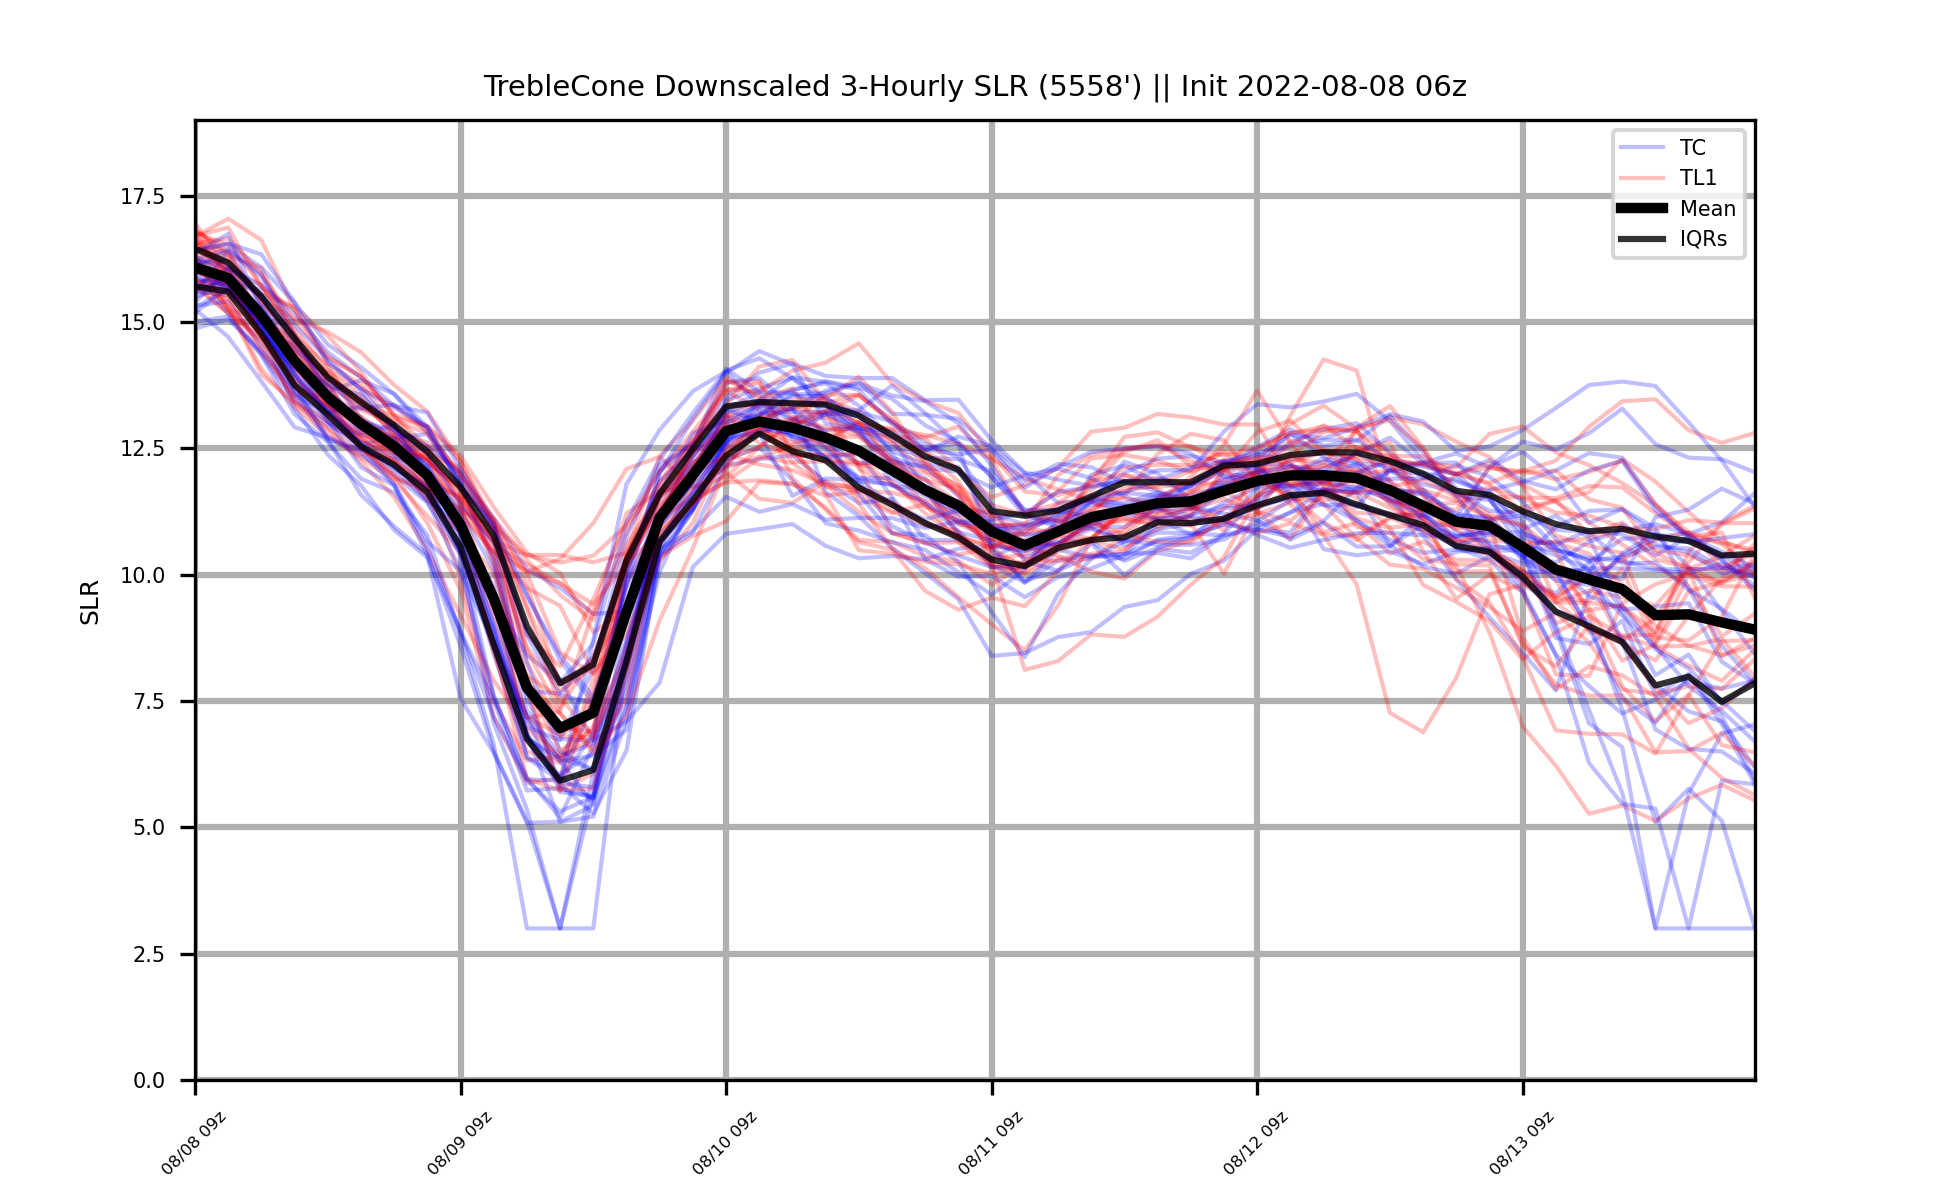 TrebleCone Downscaled 3-Hourly SLR (5558') || Init 2022-08-08 06z
TC
TL1
Mean
IQRs
17.5
15.0
12.5
10.0
7.5
5.0
2.5
0.0
SLR
08/08 09z
08/09 09z
08/10 09z
08/11 09z
08/12 09z
08/13 09z